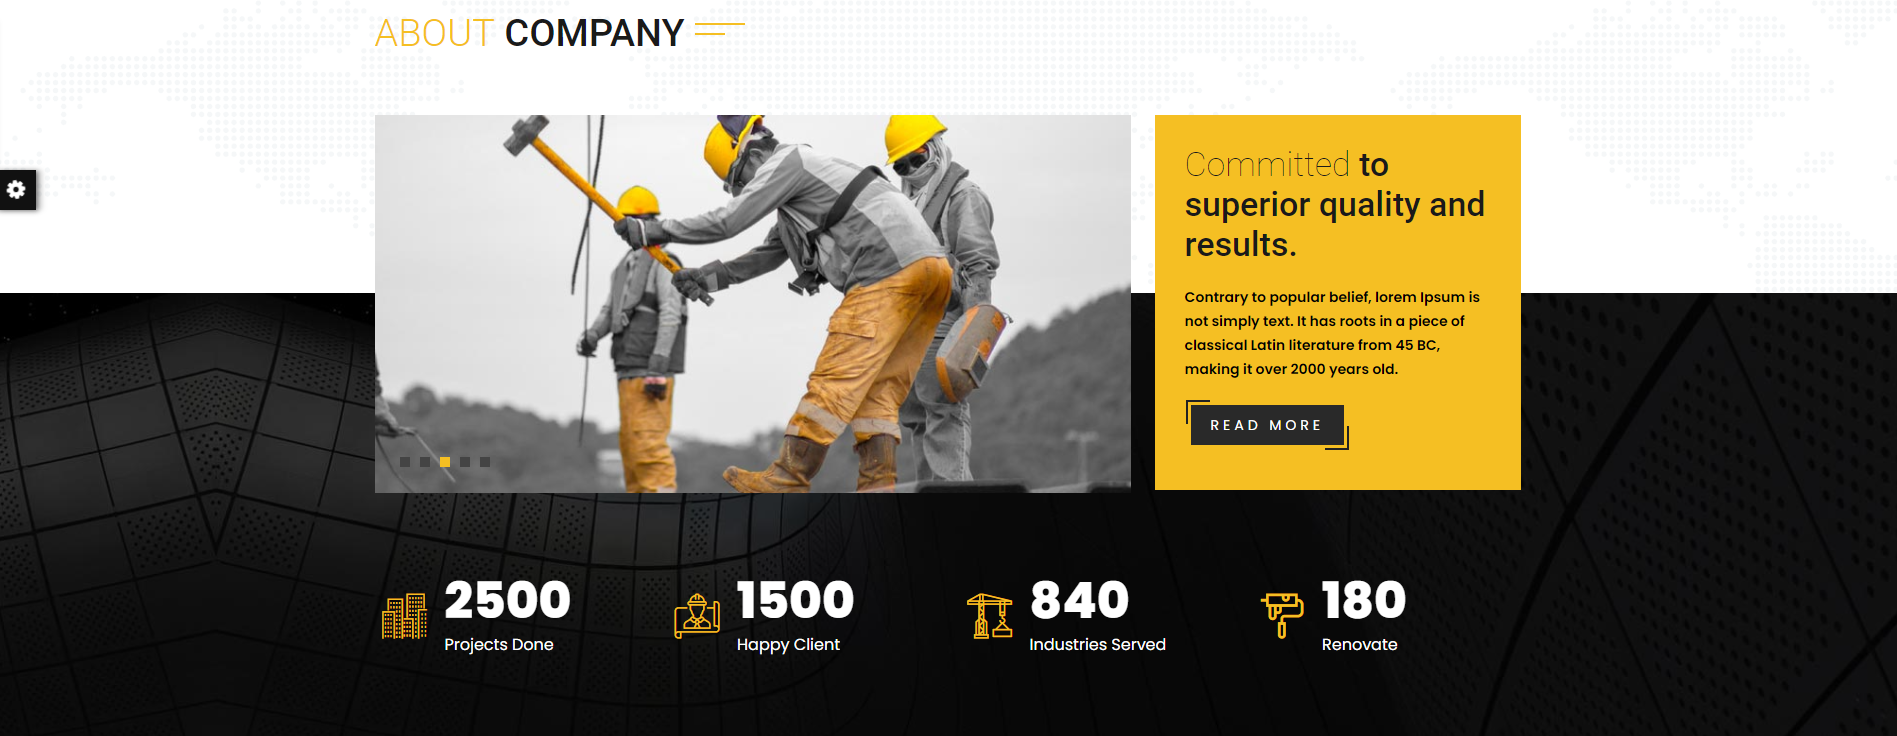 ABOUT COMPANY
Committed to
superior quality and
results.
Contrary to popular belief, lorem Ipsum is
not simply text. It has roots in a piece of
classical Latin literature from 45 BC,
making it over 2000 years old.
READ MORE
2500
Projects Done
1500
Happy Client
840
Industries Served
180
Renovate